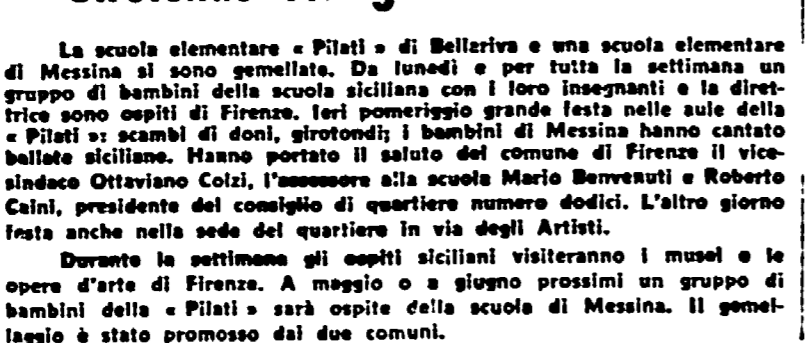 La scuola elementare « Pilati » di Bellariva e una scuola elementare
di Messina si sono gemellate. Da lunedì e per tutta la settimana un
gruppo di bambini della scuola siciliana con i loro insegnanti e la diret-
trice sono ospiti di Firenze. Ieri pomeriggio grande festa nelle aule della
« Pilati »: scambi di doni, girotondi; i bambini di Messina hanno cantato
ballate siciliane. Hanno portato il saluto del comune di Firenze il vice-
sindaco Ottaviano Colzi, l'assessore alla scuola Mario Benvenuti e Roberto
Caini, presidente del consiglio di quartiere numero dodici. L'altro giorno
festa anche nella sede del quartiere in via degli Artisti.
Durante la settimana gli ospiti siciliani visiteranno i musei e le
opere d'arte di Firenze. A maggio o a giugno prossimi un gruppo di
bambini della « Pilati » sarà ospite della scuola di Messina. Il gemel-
laggio è stato promosso dai due comuni.